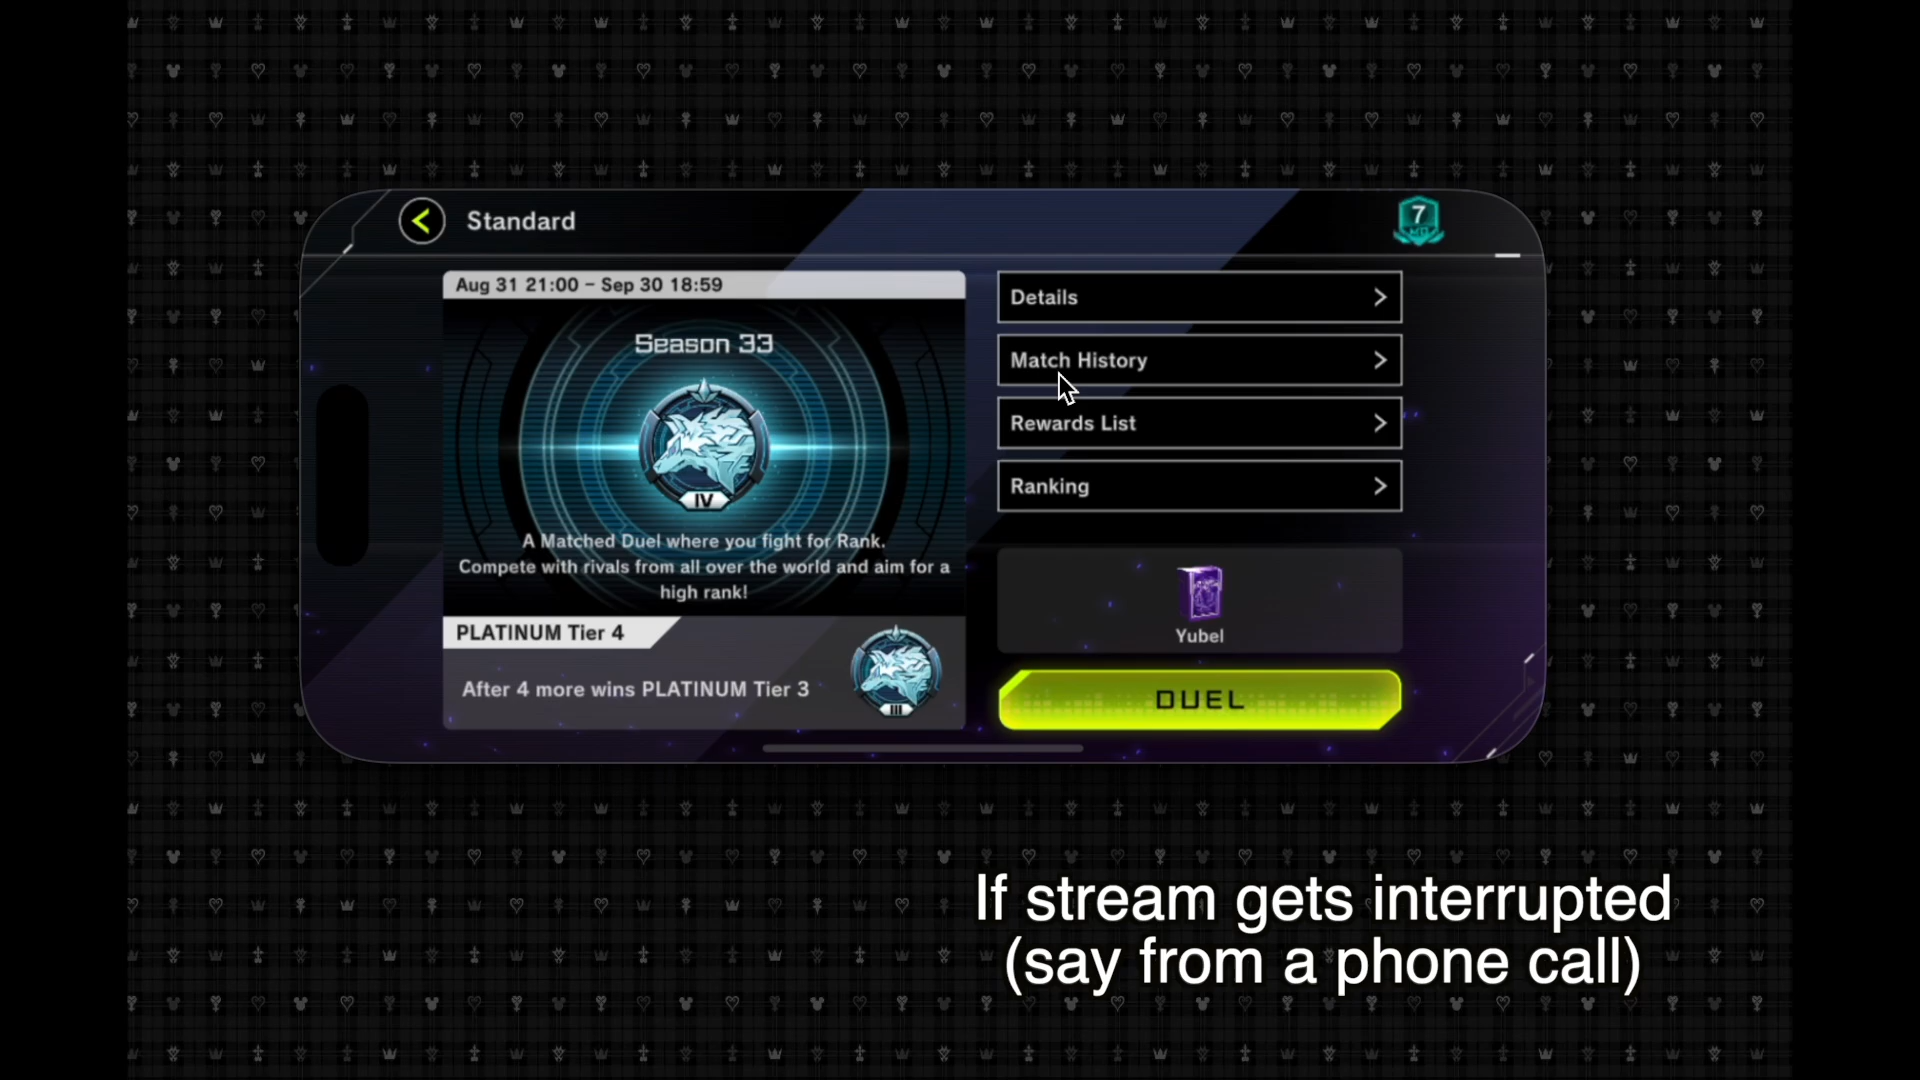 Standard
7
Aug 31 21:00 – Sep 30 18:59
Season 33
IV
A Matched Duel where you fight for Rank.
Compete with rivals from all over the world and aim for a
high rank!
PLATINUM Tier 4
After 4 more wins PLATINUM Tier 3
III
Details
Match History
Rewards List
Ranking
Yubel
DUEL
If stream gets interrupted
(say from a phone call)